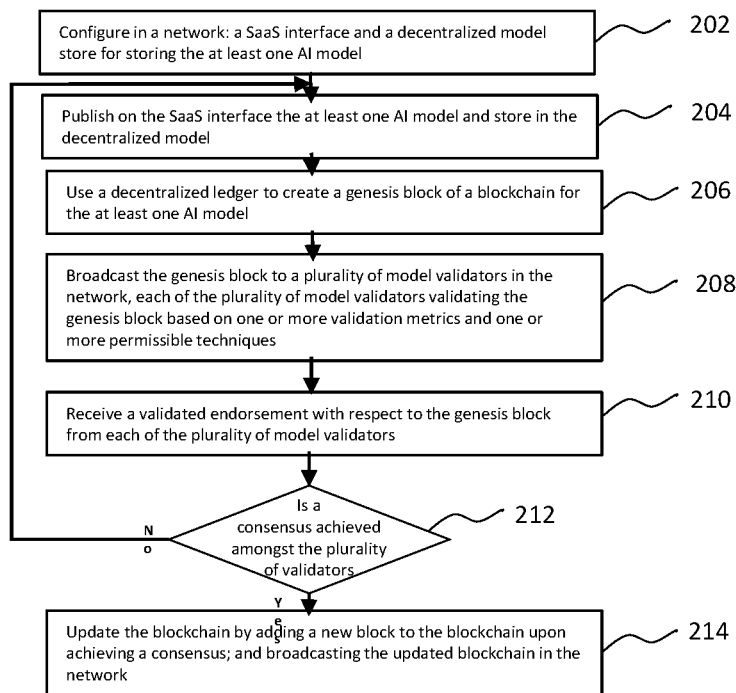 Configure in a network: a SaaS interface and a decentralized model
store for storing the at least one AI model
202
Publish on the SaaS interface the at least one AI model and store in the
decentralized model
204
Use a decentralized ledger to create a genesis block of a blockchain for
the at least one AI model
206
Broadcast the genesis block to a plurality of model validators in the
network, each of the plurality of model validators validating the
genesis block based on one or more validation metrics and one or
more permissible techniques
208
Receive a validated endorsement with respect to the genesis block
from each of the plurality of model validators
210
Is a
consensus achieved
amongst the plurality
of validators
212
No
Yes
Update the blockchain by adding a new block to the blockchain upon
achieving a consensus; and broadcasting the updated blockchain in the
network
214